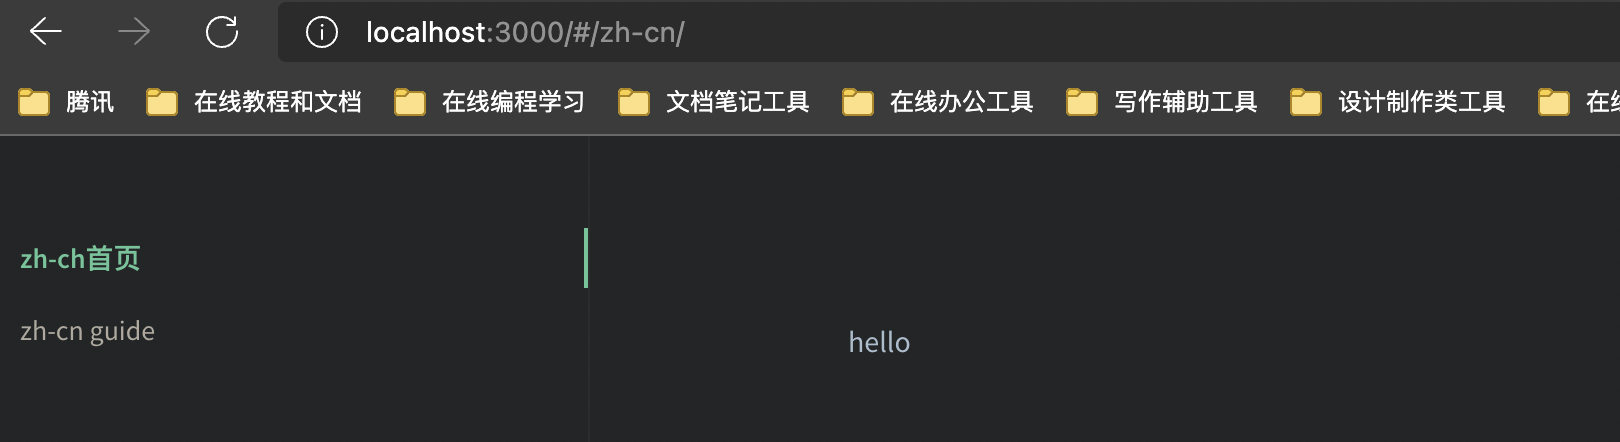 localhost:3000/#/zh-cn/
腾讯 在线教程和文档 在线编程学习 文档笔记工具 在线办公工具 写作辅助工具 设计制作类工具 在
zh-ch首页
zh-cn guide
hello